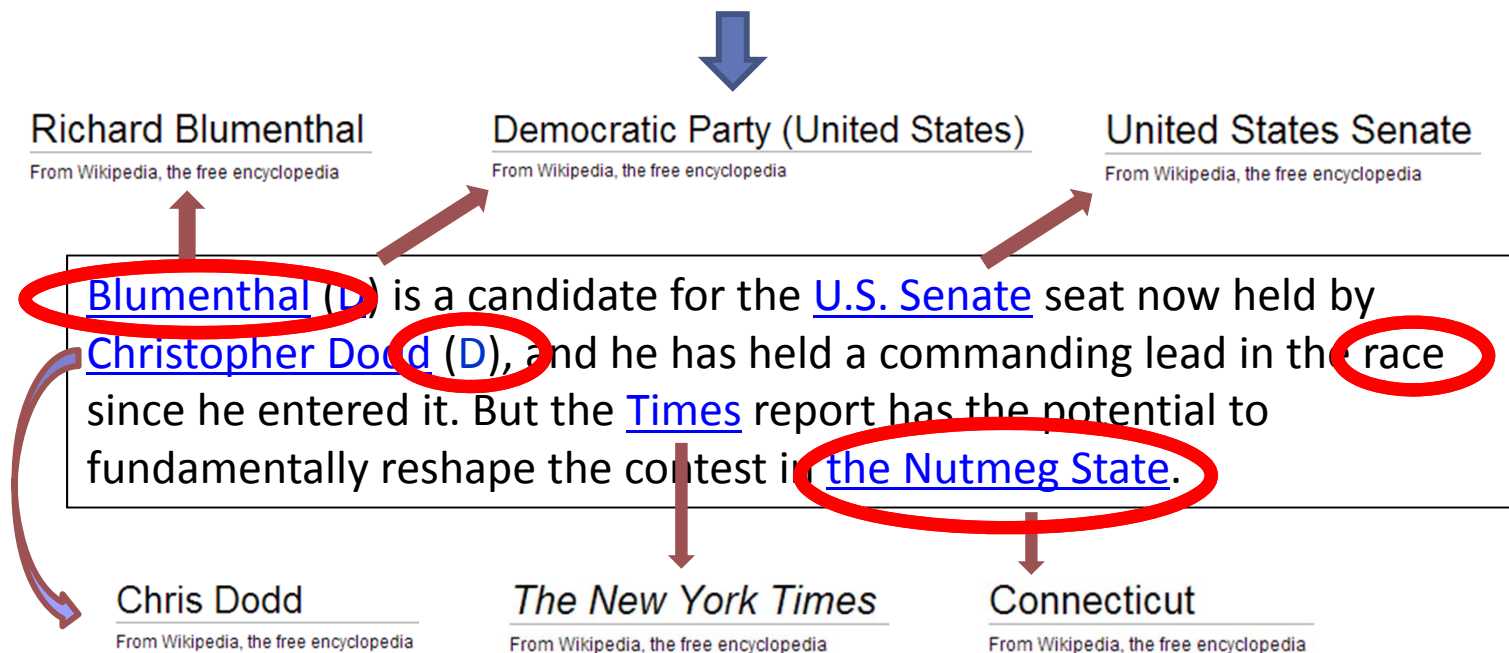 Richard Blumenthal
From Wikipedia, the free encyclopedia
Democratic Party (United States)
From Wikipedia, the free encyclopedia
United States Senate
From Wikipedia, the free encyclopedia
Blumenthal (D) is a candidate for the U.S. Senate seat now held by
Christopher Dodd (D), and he has held a commanding lead in the race
since he entered it. But the Times report has the potential to
fundamentally reshape the contest in the Nutmeg State.
Chris Dodd
From Wikipedia, the free encyclopedia
The New York Times
From Wikipedia, the free encyclopedia
Connecticut
From Wikipedia, the free encyclopedia